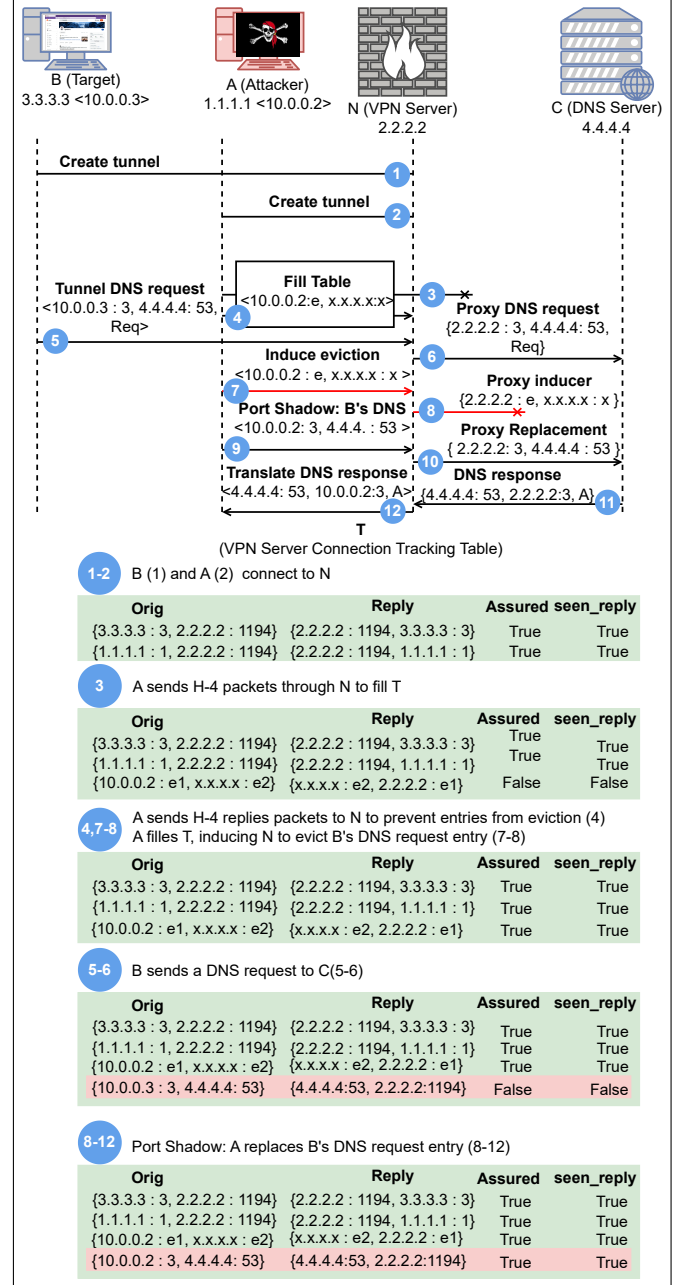 B (Target)
3.3.3.3 <10.0.0.3>
A (Attacker)
1.1.1.1 <10.0.0.2>
N (VPN Server)
2.2.2.2
C (DNS Server)
4.4.4.4
Create tunnel
1
Create tunnel
2
Fill Table
<10.0.0.2:e, x.x.x.x:x>
3
4
Tunnel DNS request
<10.0.0.3 : 3, 4.4.4.4: 53,
Req>
5
Proxy DNS request
{2.2.2.2 : 3, 4.4.4.4: 53,
Req}
6
Induce eviction
<10.0.0.2 : e, x.x.x.x : x >
7
Proxy inducer
{2.2.2.2 : e, x.x.x.x : x }
8
Port Shadow: B's DNS
<10.0.0.2: 3, 4.4.4. : 53 >
9
Proxy Replacement
{ 2.2.2.2: 3, 4.4.4.4 : 53 }
10
DNS response
{4.4.4.4: 53, 2.2.2.2:3, A}
11
Translate DNS response
<4.4.4.4: 53, 10.0.0.2:3, A>
12
T
(VPN Server Connection Tracking Table)
1-2 B (1) and A (2) connect to N
Orig Reply Assured seen_reply
{3.3.3.3 : 3, 2.2.2.2 : 1194} {2.2.2.2 : 1194, 3.3.3.3 : 3} True True
{1.1.1.1 : 1, 2.2.2.2 : 1194} {2.2.2.2 : 1194, 1.1.1.1 : 1} True True
3 A sends H-4 packets through N to fill T
Orig Reply Assured seen_reply
{3.3.3.3 : 3, 2.2.2.2 : 1194} {2.2.2.2 : 1194, 3.3.3.3 : 3} True True
{1.1.1.1 : 1, 2.2.2.2 : 1194} {2.2.2.2 : 1194, 1.1.1.1 : 1} True True
{10.0.0.2 : e1, x.x.x.x : e2} {x.x.x.x : e2, 2.2.2.2 : e1} False False
4,7-8 A sends H-4 replies packets to N to prevent entries from eviction (4)
A filles T, inducing N to evict B's DNS request entry (7-8)
Orig Reply Assured seen_reply
{3.3.3.3 : 3, 2.2.2.2 : 1194} {2.2.2.2 : 1194, 3.3.3.3 : 3} True True
{1.1.1.1 : 1, 2.2.2.2 : 1194} {2.2.2.2 : 1194, 1.1.1.1 : 1} True True
{10.0.0.2 : e1, x.x.x.x : e2} {x.x.x.x : e2, 2.2.2.2 : e1} True True
5-6 B sends a DNS request to C(5-6)
Orig Reply Assured seen_reply
{3.3.3.3 : 3, 2.2.2.2 : 1194} {2.2.2.2 : 1194, 3.3.3.3 : 3} True True
{1.1.1.1 : 1, 2.2.2.2 : 1194} {2.2.2.2 : 1194, 1.1.1.1 : 1} True True
{10.0.0.2 : e1, x.x.x.x : e2} {x.x.x.x : e2, 2.2.2.2 : e1} True True
{10.0.0.3 : 3, 4.4.4.4: 53} {4.4.4.4:53, 2.2.2.2:1194} False False
8-12 Port Shadow: A replaces B's DNS request entry (8-12)
Orig Reply Assured seen_reply
{3.3.3.3 : 3, 2.2.2.2 : 1194} {2.2.2.2 : 1194, 3.3.3.3 : 3} True True
{1.1.1.1 : 1, 2.2.2.2 : 1194} {2.2.2.2 : 1194, 1.1.1.1 : 1} True True
{10.0.0.2 : e1, x.x.x.x : e2} {x.x.x.x : e2, 2.2.2.2 : e1} True True
{10.0.0.2 : 3, 4.4.4.4: 53} {4.4.4.4:53, 2.2.2.2:1194} True True